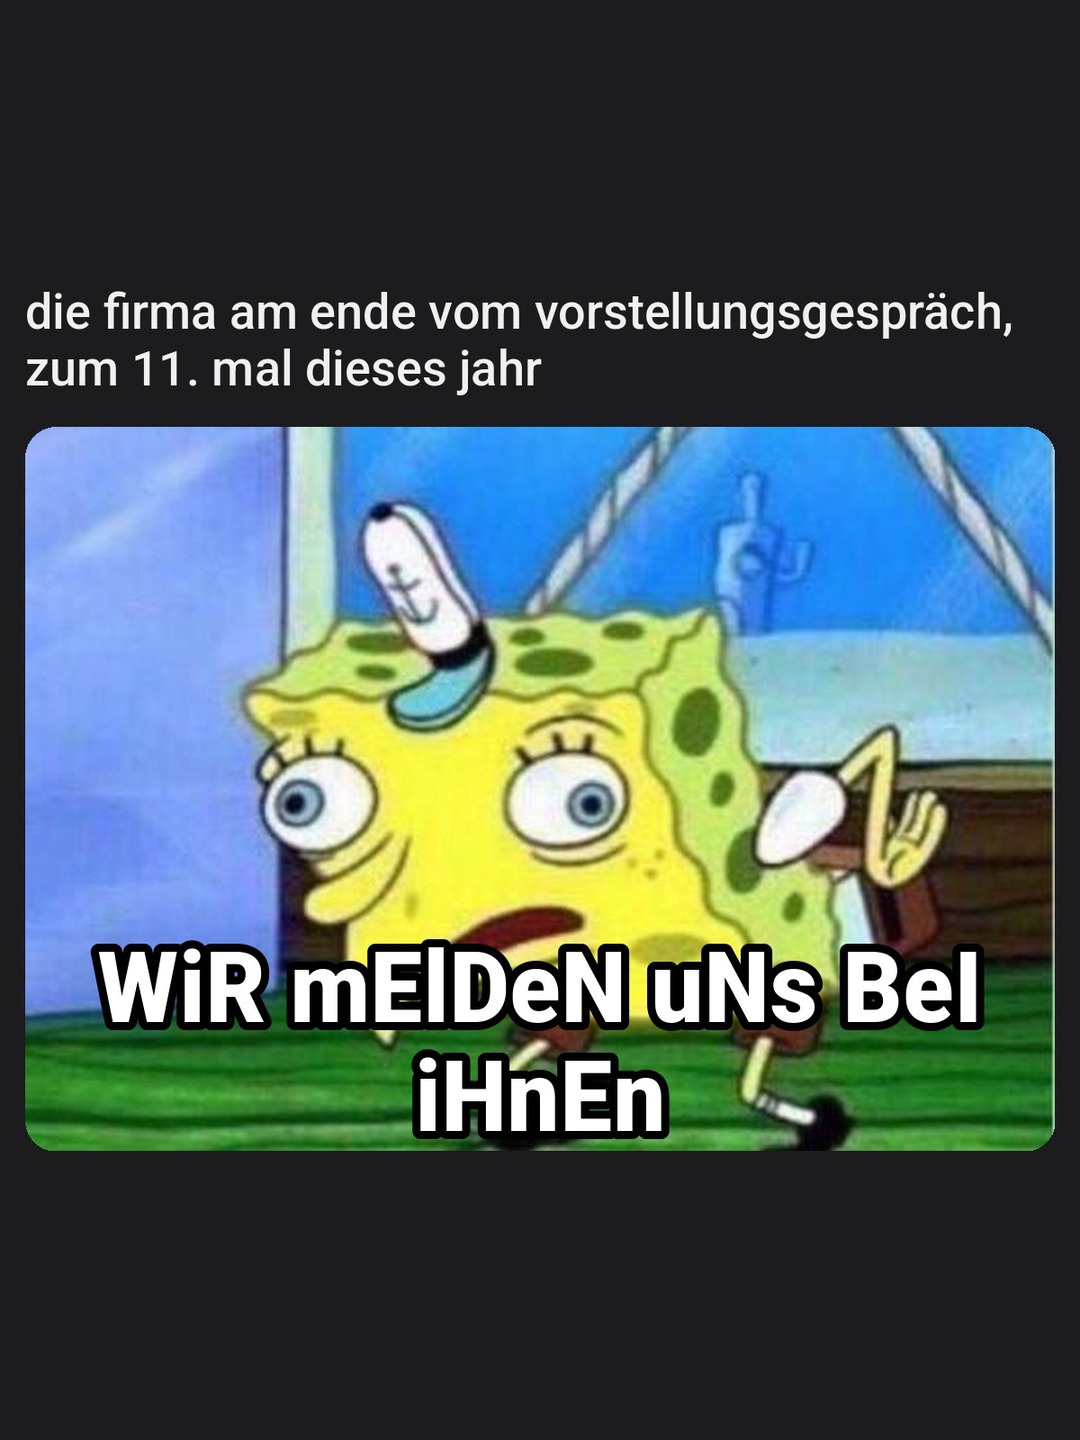 die firma am ende vom vorstellungsgespräch,
zum 11. mal dieses jahr
WiR mElDeN uNs BeI
iHnEn